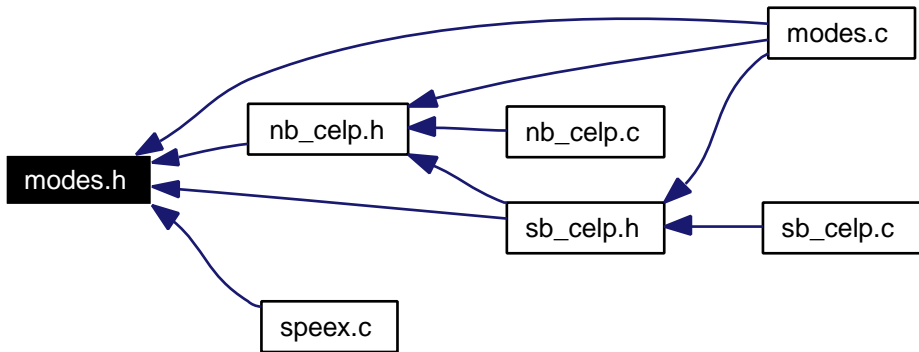 modes.c
nb_celp.h
nb_celp.c
modes.h
sb_celp.h
sb_celp.c
speex.c